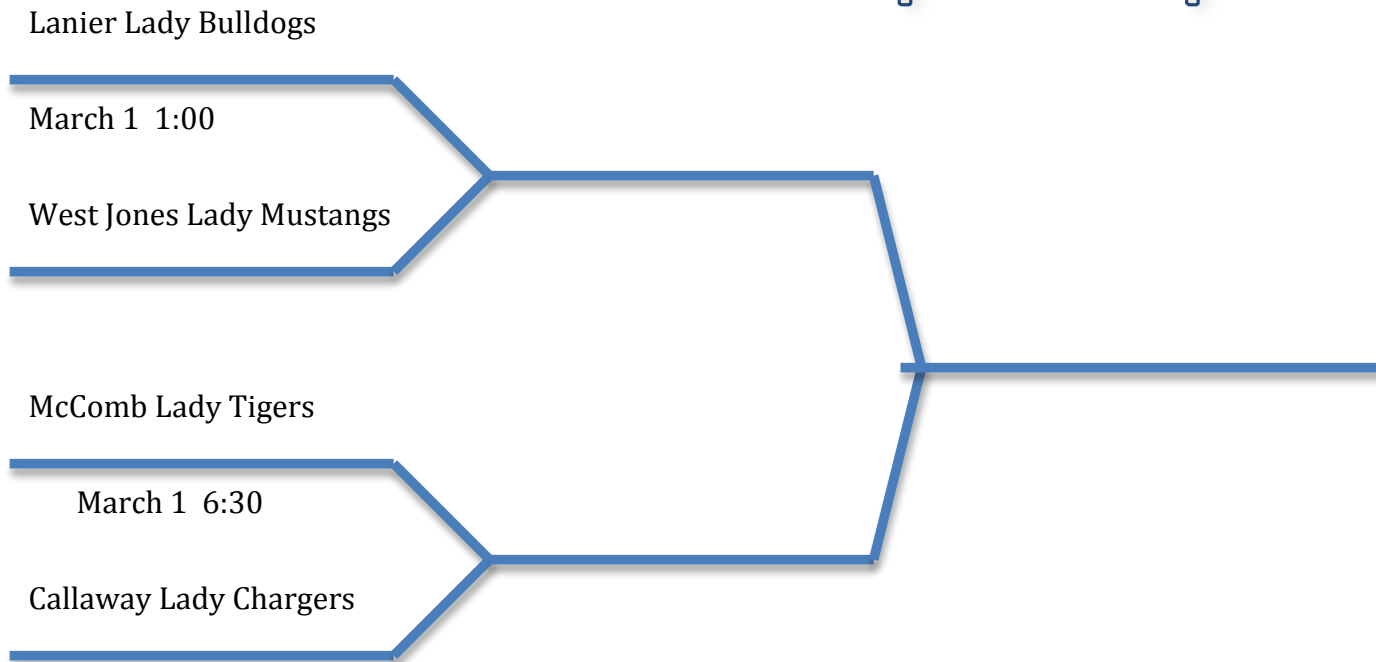 Lanier Lady Bulldogs
March 1 1:00
West Jones Lady Mustangs
McComb Lady Tigers
March 1 6:30
Callaway Lady Chargers